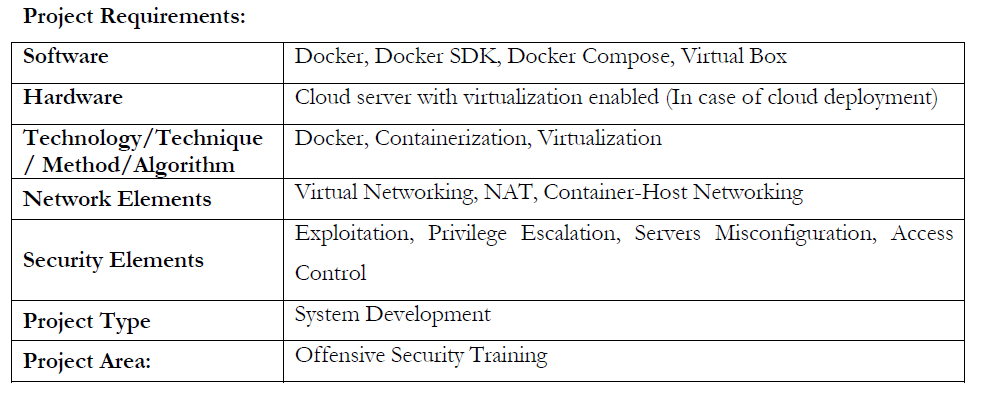 Project Requirements:
Software
Docker, Docker SDK, Docker Compose, Virtual Box
Hardware
Cloud server with virtualization enabled (In case of cloud deployment)
Technology/Technique
/ Method/Algorithm
Docker, Containerization, Virtualization
Network Elements
Virtual Networking, NAT, Container-Host Networking
Security Elements
Exploitation, Privilege Escalation, Servers Misconfiguration, Access
Control
Project Type
System Development
Project Area:
Offensive Security Training